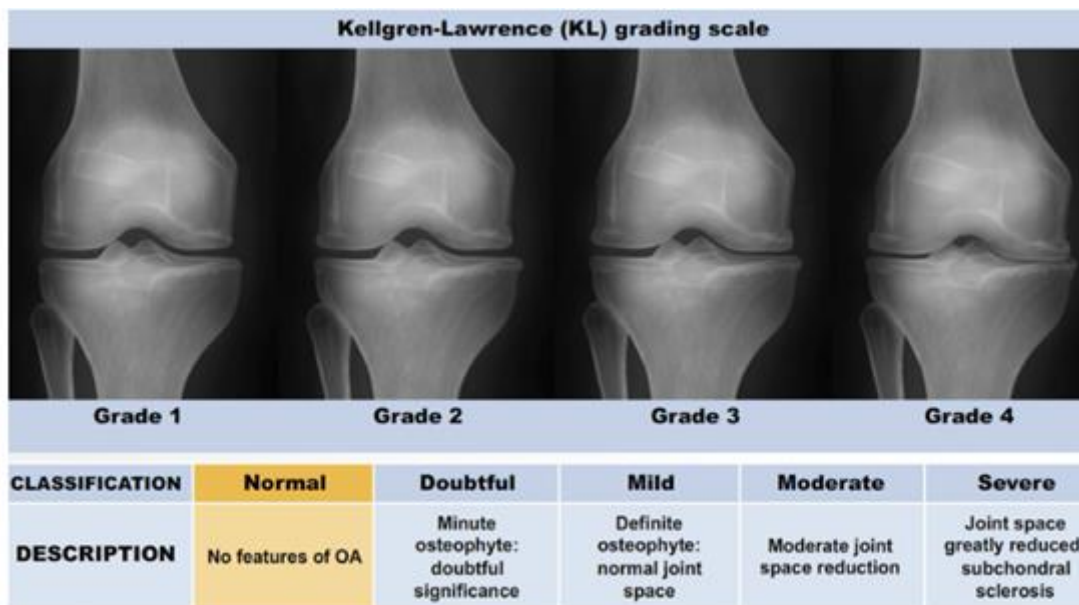 Kellgren-Lawrence (KL) grading scale
Grade 1
Grade 2
Grade 3
Grade 4
CLASSIFICATION
Normal
Doubtful
Mild
Moderate
Severe
DESCRIPTION
No features of OA
Minute
osteophyte:
doubtful
significance
Definite
osteophyte:
normal joint
space
Moderate joint
space reduction
Joint space
greatly reduced:
subchondral
sclerosis